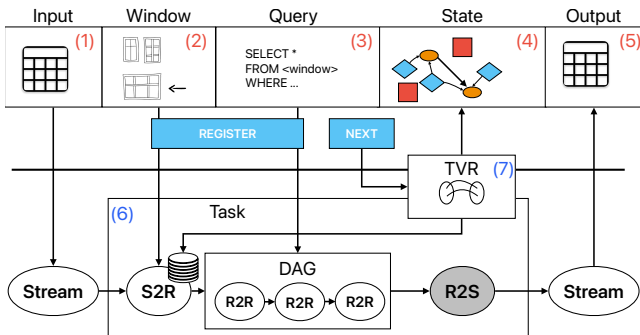 Input
Window
Query
State
Output
(1)
(2)
(3)
(4)
(5)
SELECT *
FROM <window>
WHERE ...
REGISTER
NEXT
TVR
(7)
(6)
Task
DAG
Stream
S2R
R2R
R2R
R2R
R2S
Stream